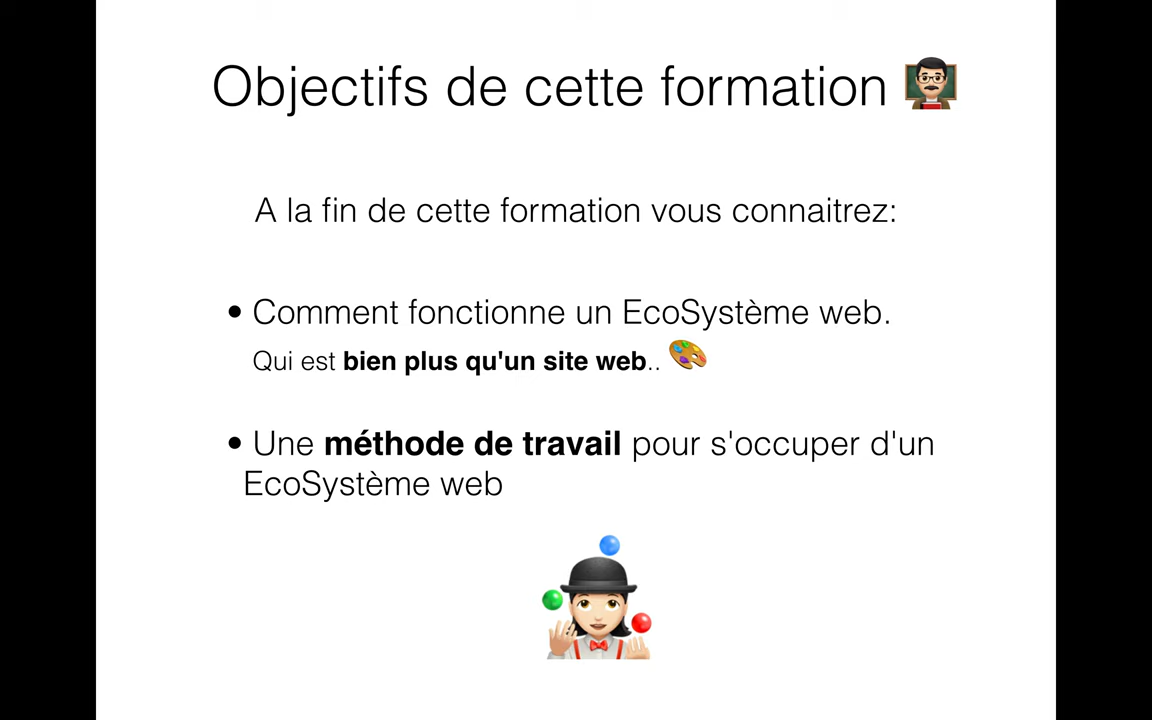 Objectifs de cette formation
A la fin de cette formation vous connaitrez:
• Comment fonctionne un EcoSystème web.
Qui est bien plus qu'un site web..
• Une méthode de travail pour s'occuper d'un
EcoSystème web